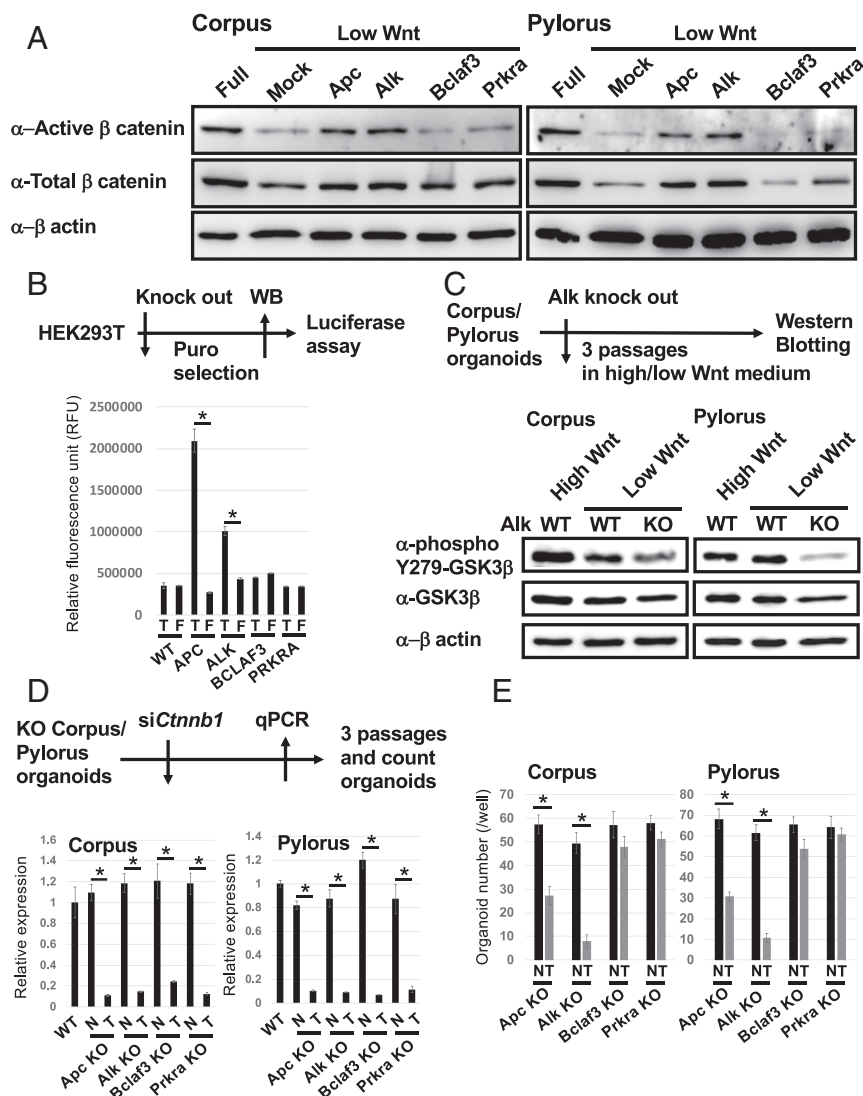 A
Corpus
Low Wnt
Full
Mock
Apc
Alk
Bclaf3
Prkra
Pylorus
Low Wnt
Full
Mock
Apc
Alk
Bclaf3
Prkra
α–Active β catenin
α-Total β catenin
α–β actin
B
Knock out
WB
HEK293T
Luciferase
assay
Puro
selection
Relative fluorescence unit (RFU)
2500000
2000000
1500000
1000000
500000
0
*
*
T F T F T F T F T F
WT
APC
ALK
BCLAF3
PRKRA
C
Alk knock out
Corpus/
Pylorus
organoids
3 passages
in high/low Wnt medium
Western
Blotting
Corpus
High Wnt
Low Wnt
Pylorus
High Wnt
Low Wnt
Alk WT WT KO WT WT KO
α-phospho
Y279-GSK3β
α-GSK3β
α–β actin
D
siCtnnb1
qPCR
KO Corpus/
Pylorus
organoids
3 passages
and count
organoids
Corpus
Relative expression
1.6
1.4
1.2
1
0.8
0.6
0.4
0.2
0
* * * *
WT N T N T N T N T
Apc KO
Alk KO
Bclaf3 KO
Prkra KO
Pylorus
Relative expression
1.4
1.2
1
0.8
0.6
0.4
0.2
0
* * * *
WT N T N T N T N T
Apc KO
Alk KO
Bclaf3 KO
Prkra KO
E
Corpus
Organoid number (/well)
70
60
50
40
30
20
10
0
* *
NT NT NT NT
Apc KO
Alk KO
Bclaf3 KO
Prkra KO
Pylorus
80
70
60
50
40
30
20
10
0
* *
NT NT NT NT
Apc KO
Alk KO
Bclaf3 KO
Prkra KO